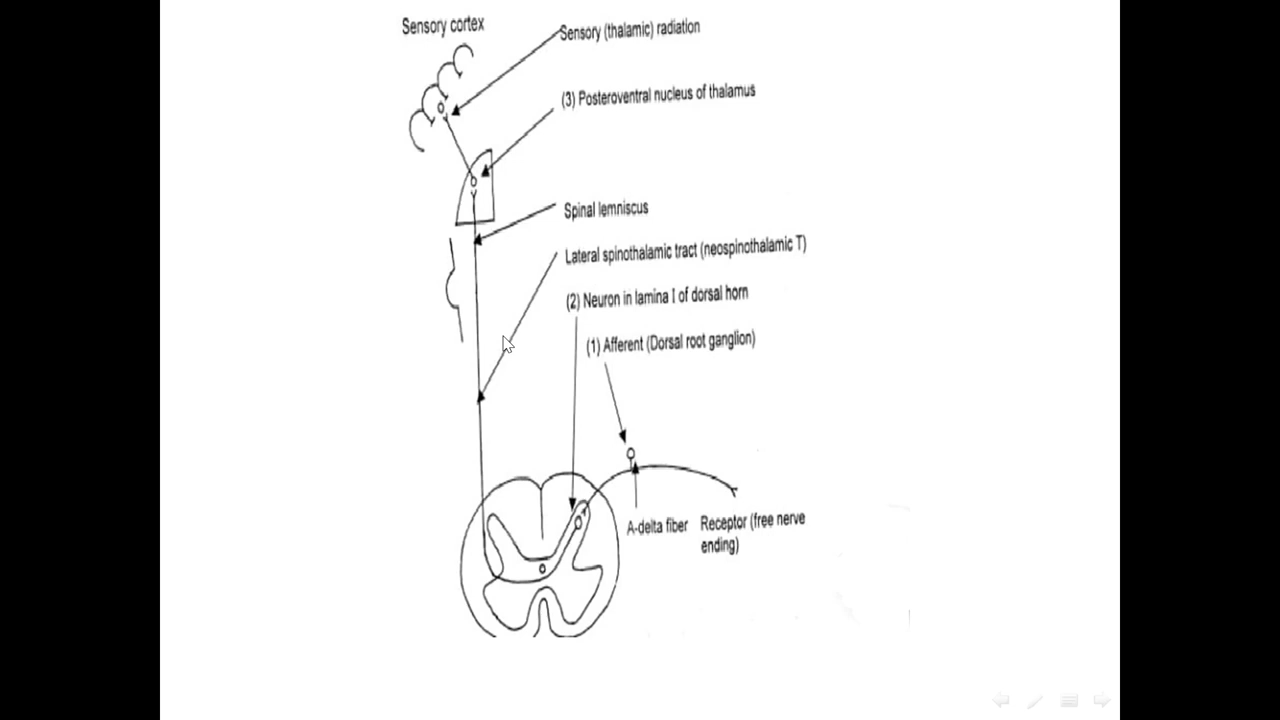 Sensory cortex
Sensory (thalamic) radiation
(3) Posteroventral nucleus of thalamus
Spinal lemniscus
Lateral spinothalamic tract (neospinothalamic T)
(2) Neuron in lamina I of dorsal horn
(1) Afferent (Dorsal root ganglion)
A-delta fiber
Receptor (free nerve
ending)